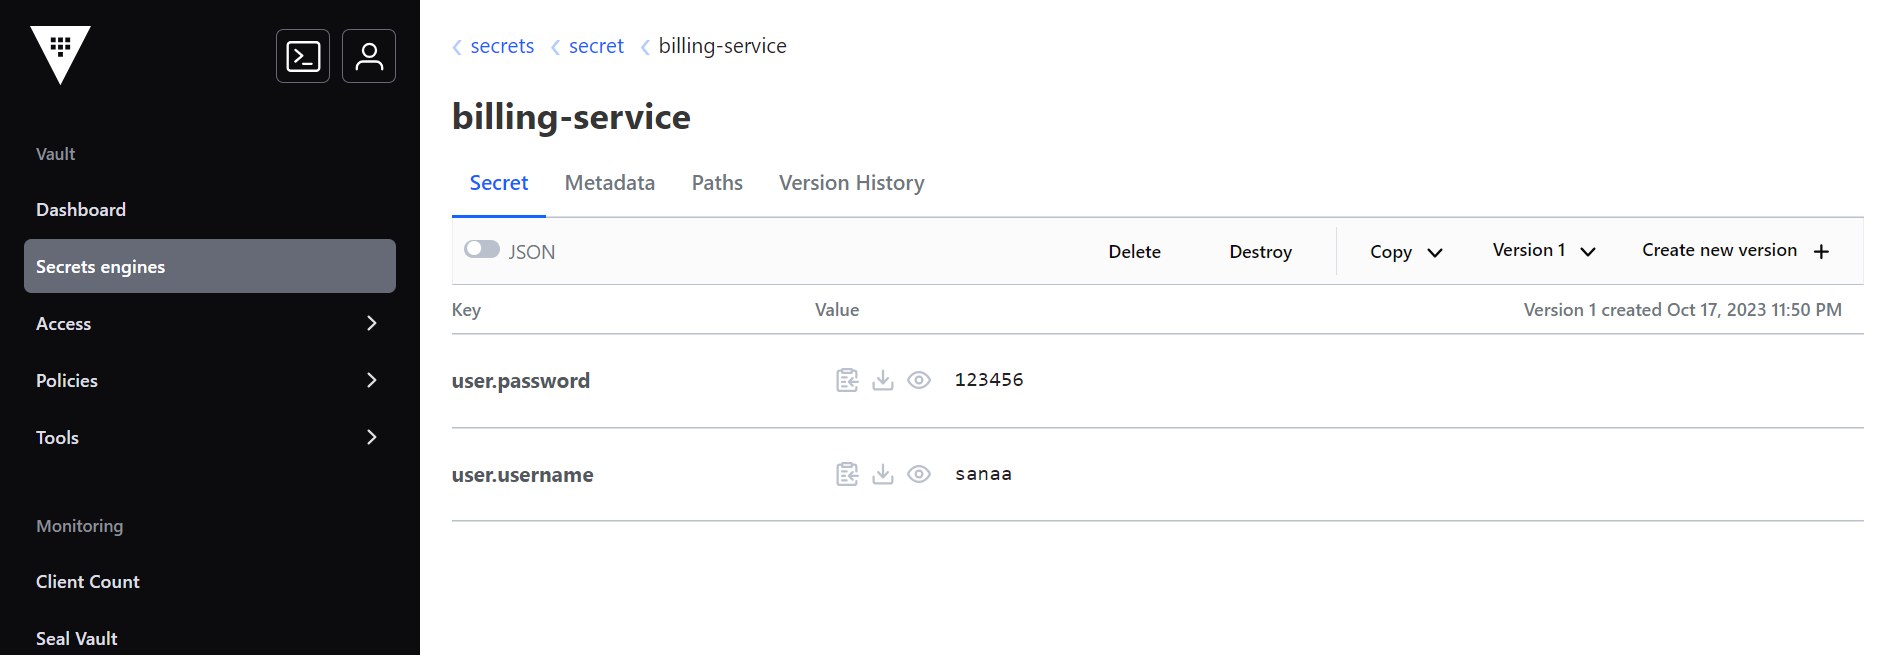 secrets secret billing-service
billing-service
Vault
Dashboard
Secrets engines
Access
Policies
Tools
Monitoring
Client Count
Seal Vault
Secret Metadata Paths Version History
JSON Delete Destroy Copy Version 1 Create new version +
Key Value Version 1 created Oct 17, 2023 11:50 PM
user.password 123456
user.username sanaa